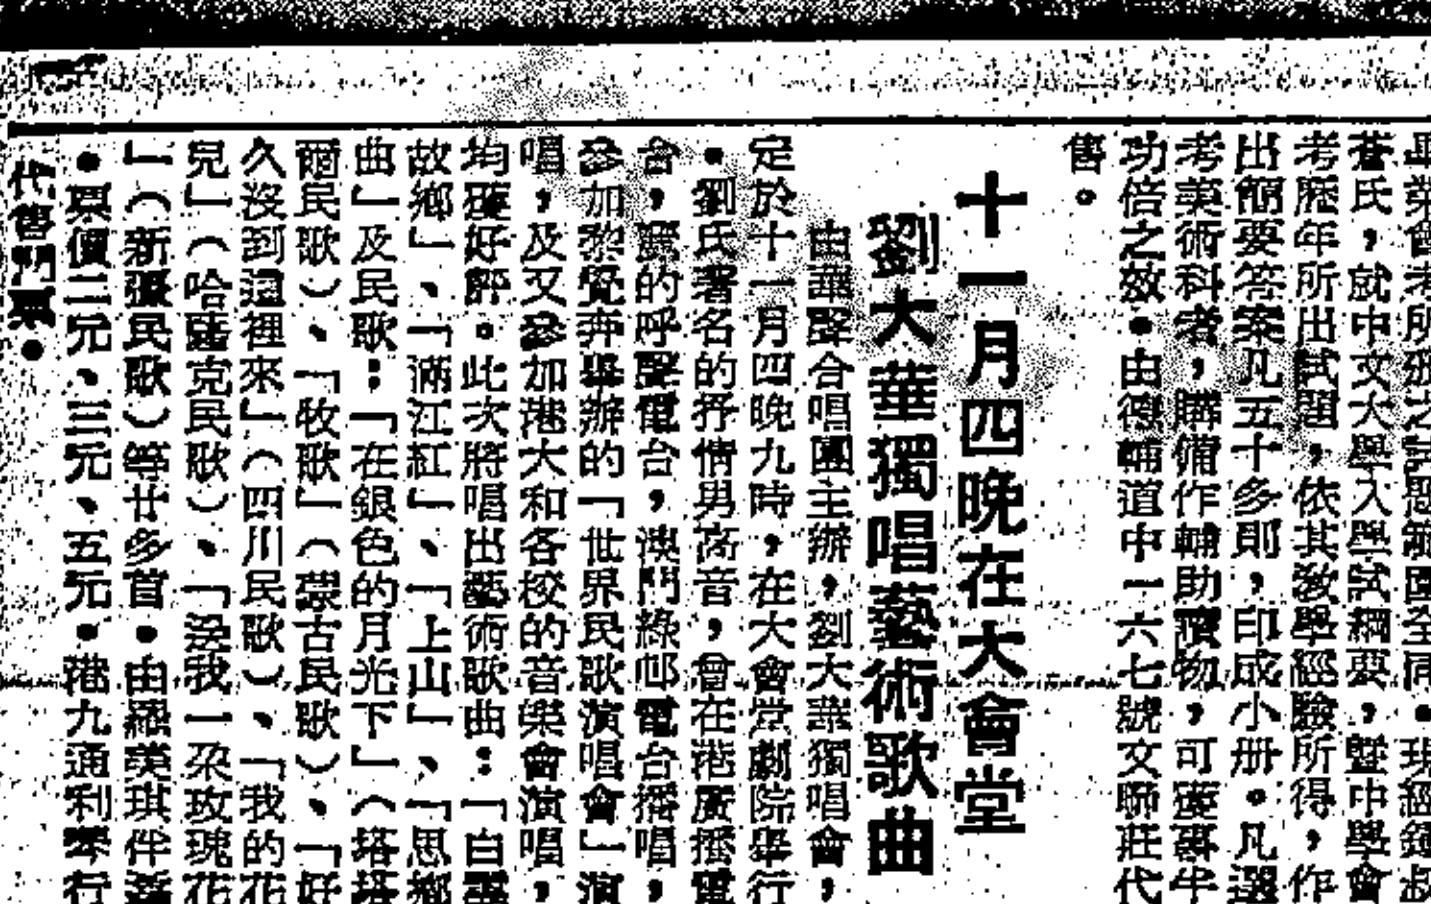 畢業會考所頒之試題範圍全同。現經鍾叔
蒼氏，就中文大學入學試綱要，暨中學會
考歷年所出試題，依其教學經驗所得，作
出簡要答案凡五十多則，印成小册。凡選
考業術科者，購備作輔助讀物，可蓌事半
功倍之效。由德輔道中一六七號文聯莊代
售。
十一月四晚在大會堂
劉大華獨唱藝術歌曲
由華聲合唱團主辦，劉大華獨唱會，
定於十一月四晚九時，在大會堂劇院舉行
。劉氏著名的抒情男高音，曾在港廣播電
台，麗的呼聲電台，澳門綠邨電台播唱，
參加黎覺奔舉辦的「世界民歌演唱會」演
唱，及又參加港大和各校的音樂會演唱，
均獲好評。此次將唱出藝術歌曲：「白雲
故鄉」、「滿江紅」、「上山」、「思鄉
曲」及民歌：「在銀色的月光下」（塔塔
爾民歌）、「牧歌」（蒙古民歌）、「好
久沒到這裡來」（四川民歌）、「我的花
兒」（哈薩克民歌）、「送我一朶玫瑰花
」（新疆民歌）等廿多首。由羅美琪伴奏
。票價二元、三元、五元。港九通利琴行
代售門票。